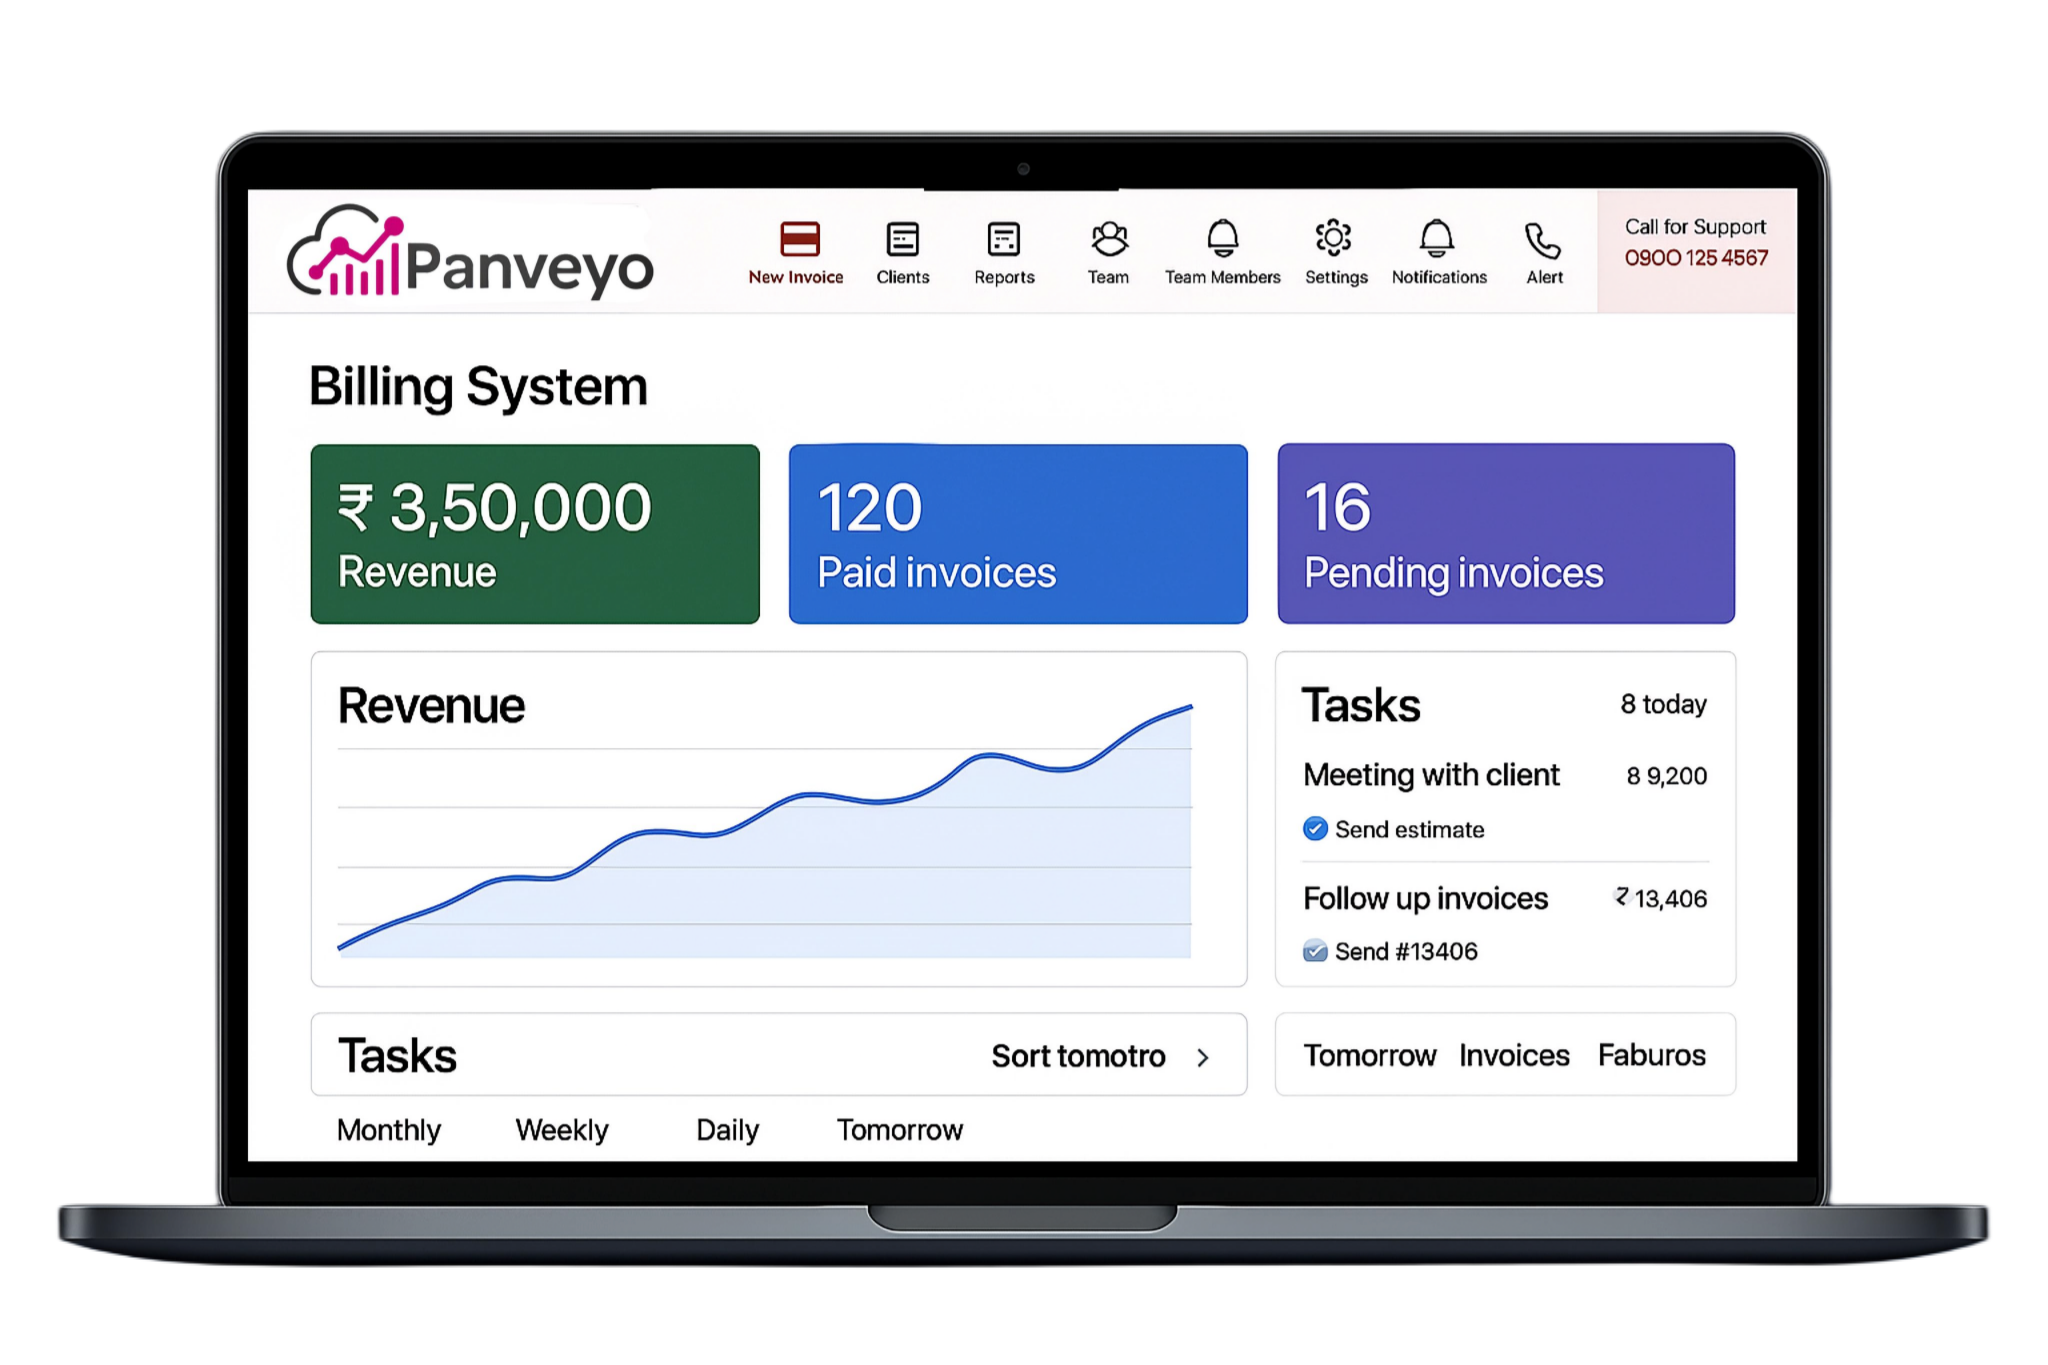 Panveyo
New Invoice Clients Reports Team Team Members Settings Notifications Alert
Call for Support
0900 125 4567
Billing System
₹ 3,50,000
Revenue
120
Paid invoices
16
Pending invoices
Revenue
Tasks 8 today
Meeting with client 8 9,200
Send estimate
Follow up invoices ₹ 13,406
Send #13406
Tasks Sort tomotro >
Tomorrow Invoices Faburos
Monthly Weekly Daily Tomorrow